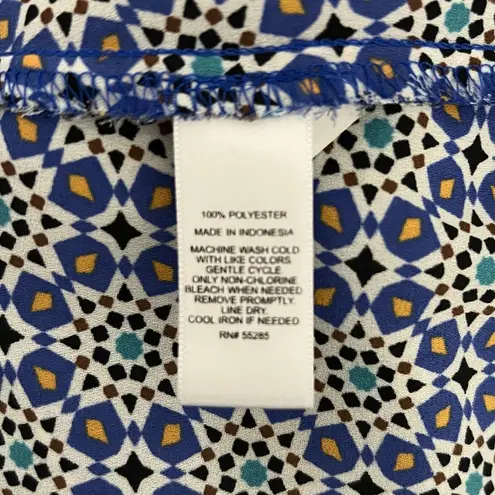 100% POLYESTER
MADE IN INDONESIA
MACHINE WASH COLD
WITH LIKE COLORS
GENTLE CYCLE.
ONLY NON-CHLORINE
BLEACH WHEN NEEDED
REMOVE PROMPTLY.
LINE DRY.
COOL IRON IF NEEDED
RN# 55285